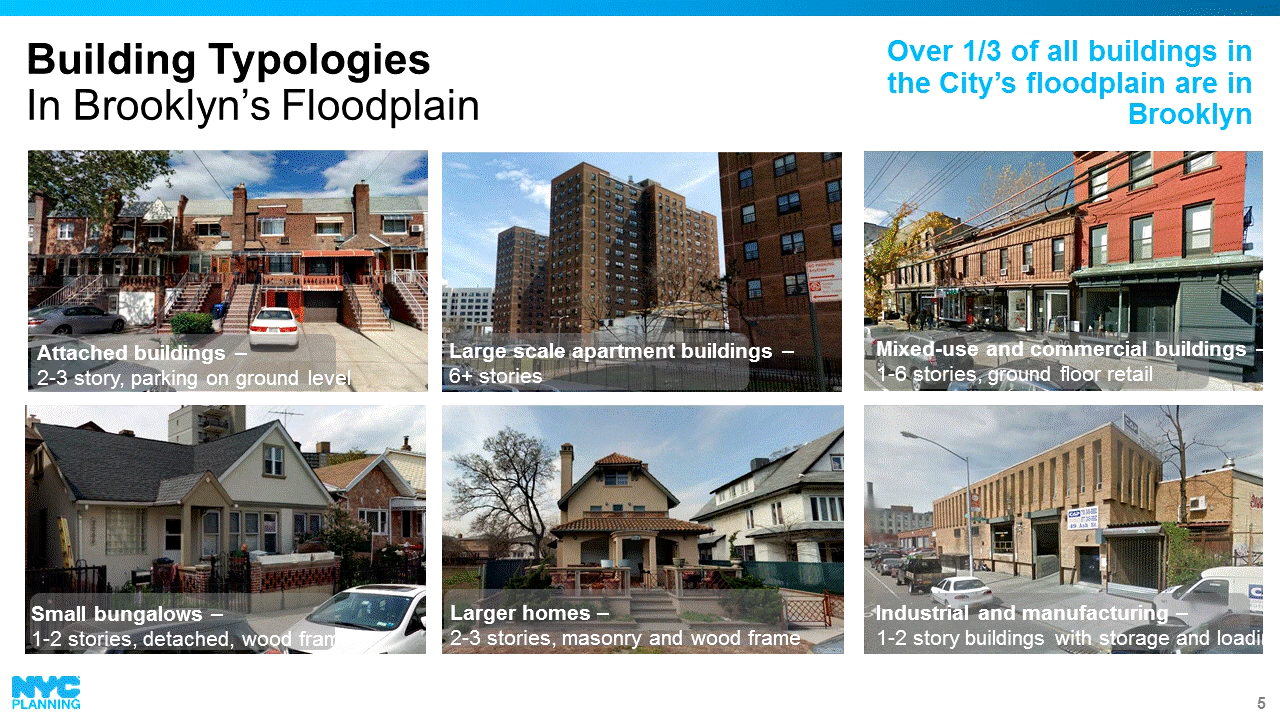 Building Typologies
In Brooklyn's Floodplain
Over 1/3 of all buildings in
the City's floodplain are in
Brooklyn
Attached buildings –
2-3 story, parking on ground level
Large scale apartment buildings –
6+ stories
Mixed-use and commercial buildings –
1-6 stories, ground floor retail
Small bungalows –
1-2 stories, detached, wood fram
Larger homes –
2-3 stories, masonry and wood frame
Industrial and manufacturing –
1-2 story buildings with storage and loadi
NYC
PLANNING
5